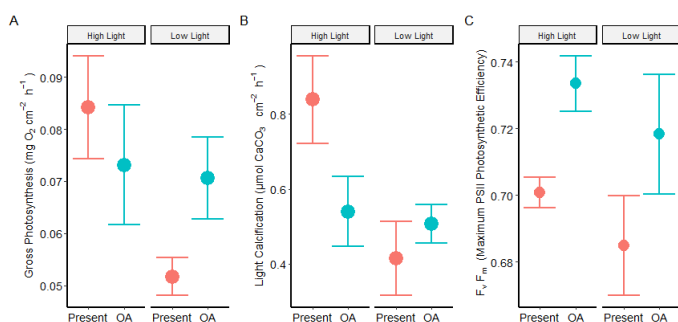 A
High Light Low Light
Gross Photosynthesis (mg O₂ cm⁻² h⁻¹)
0.09
0.08
0.07
0.06
0.05
Present OA Present OA
B
High Light Low Light
Light Calcification (μmol CaCO₃ cm⁻² h⁻¹)
0.8
0.6
0.4
Present OA Present OA
C
High Light Low Light
Fᵥ Fₘ (Maximum PSII Photosynthetic Efficiency)
0.74
0.72
0.70
0.68
Present OA Present OA